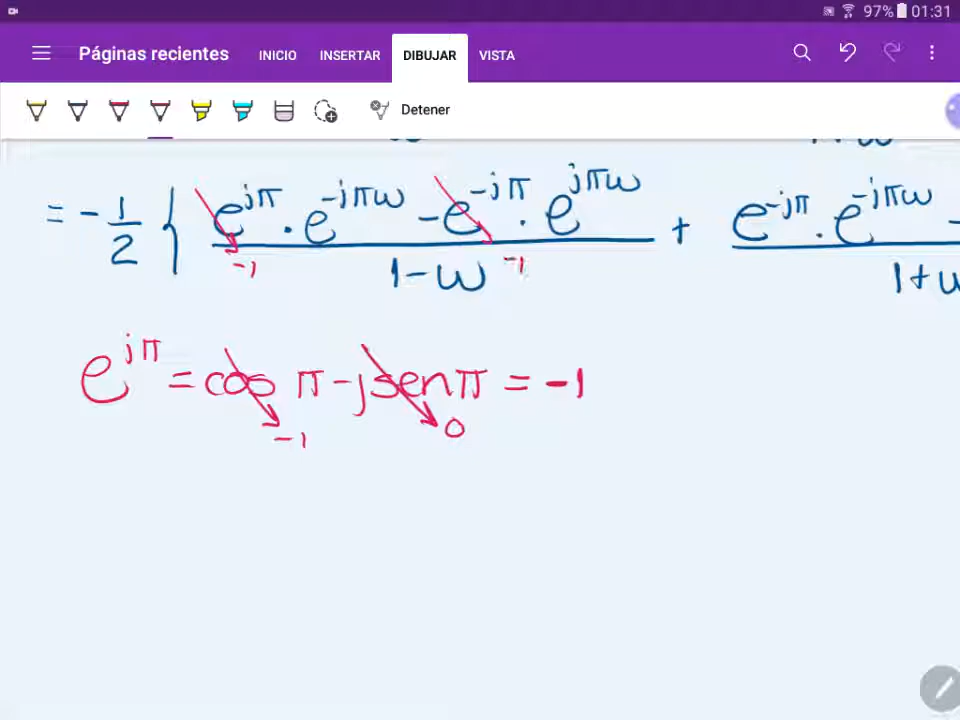 97% 01:31
Páginas recientes INICIO INSERTAR DIBUJAR VISTA
Detener
= -1/2 { e^{jπ} · e^{-jπω} - e^{-jπ} · e^{jπω} / 1-ω + e^{-jπ} · e^{-jπω} - / 1+ω
-1 -1
e^{jπ} = cos π - j sen π = -1
-1 0